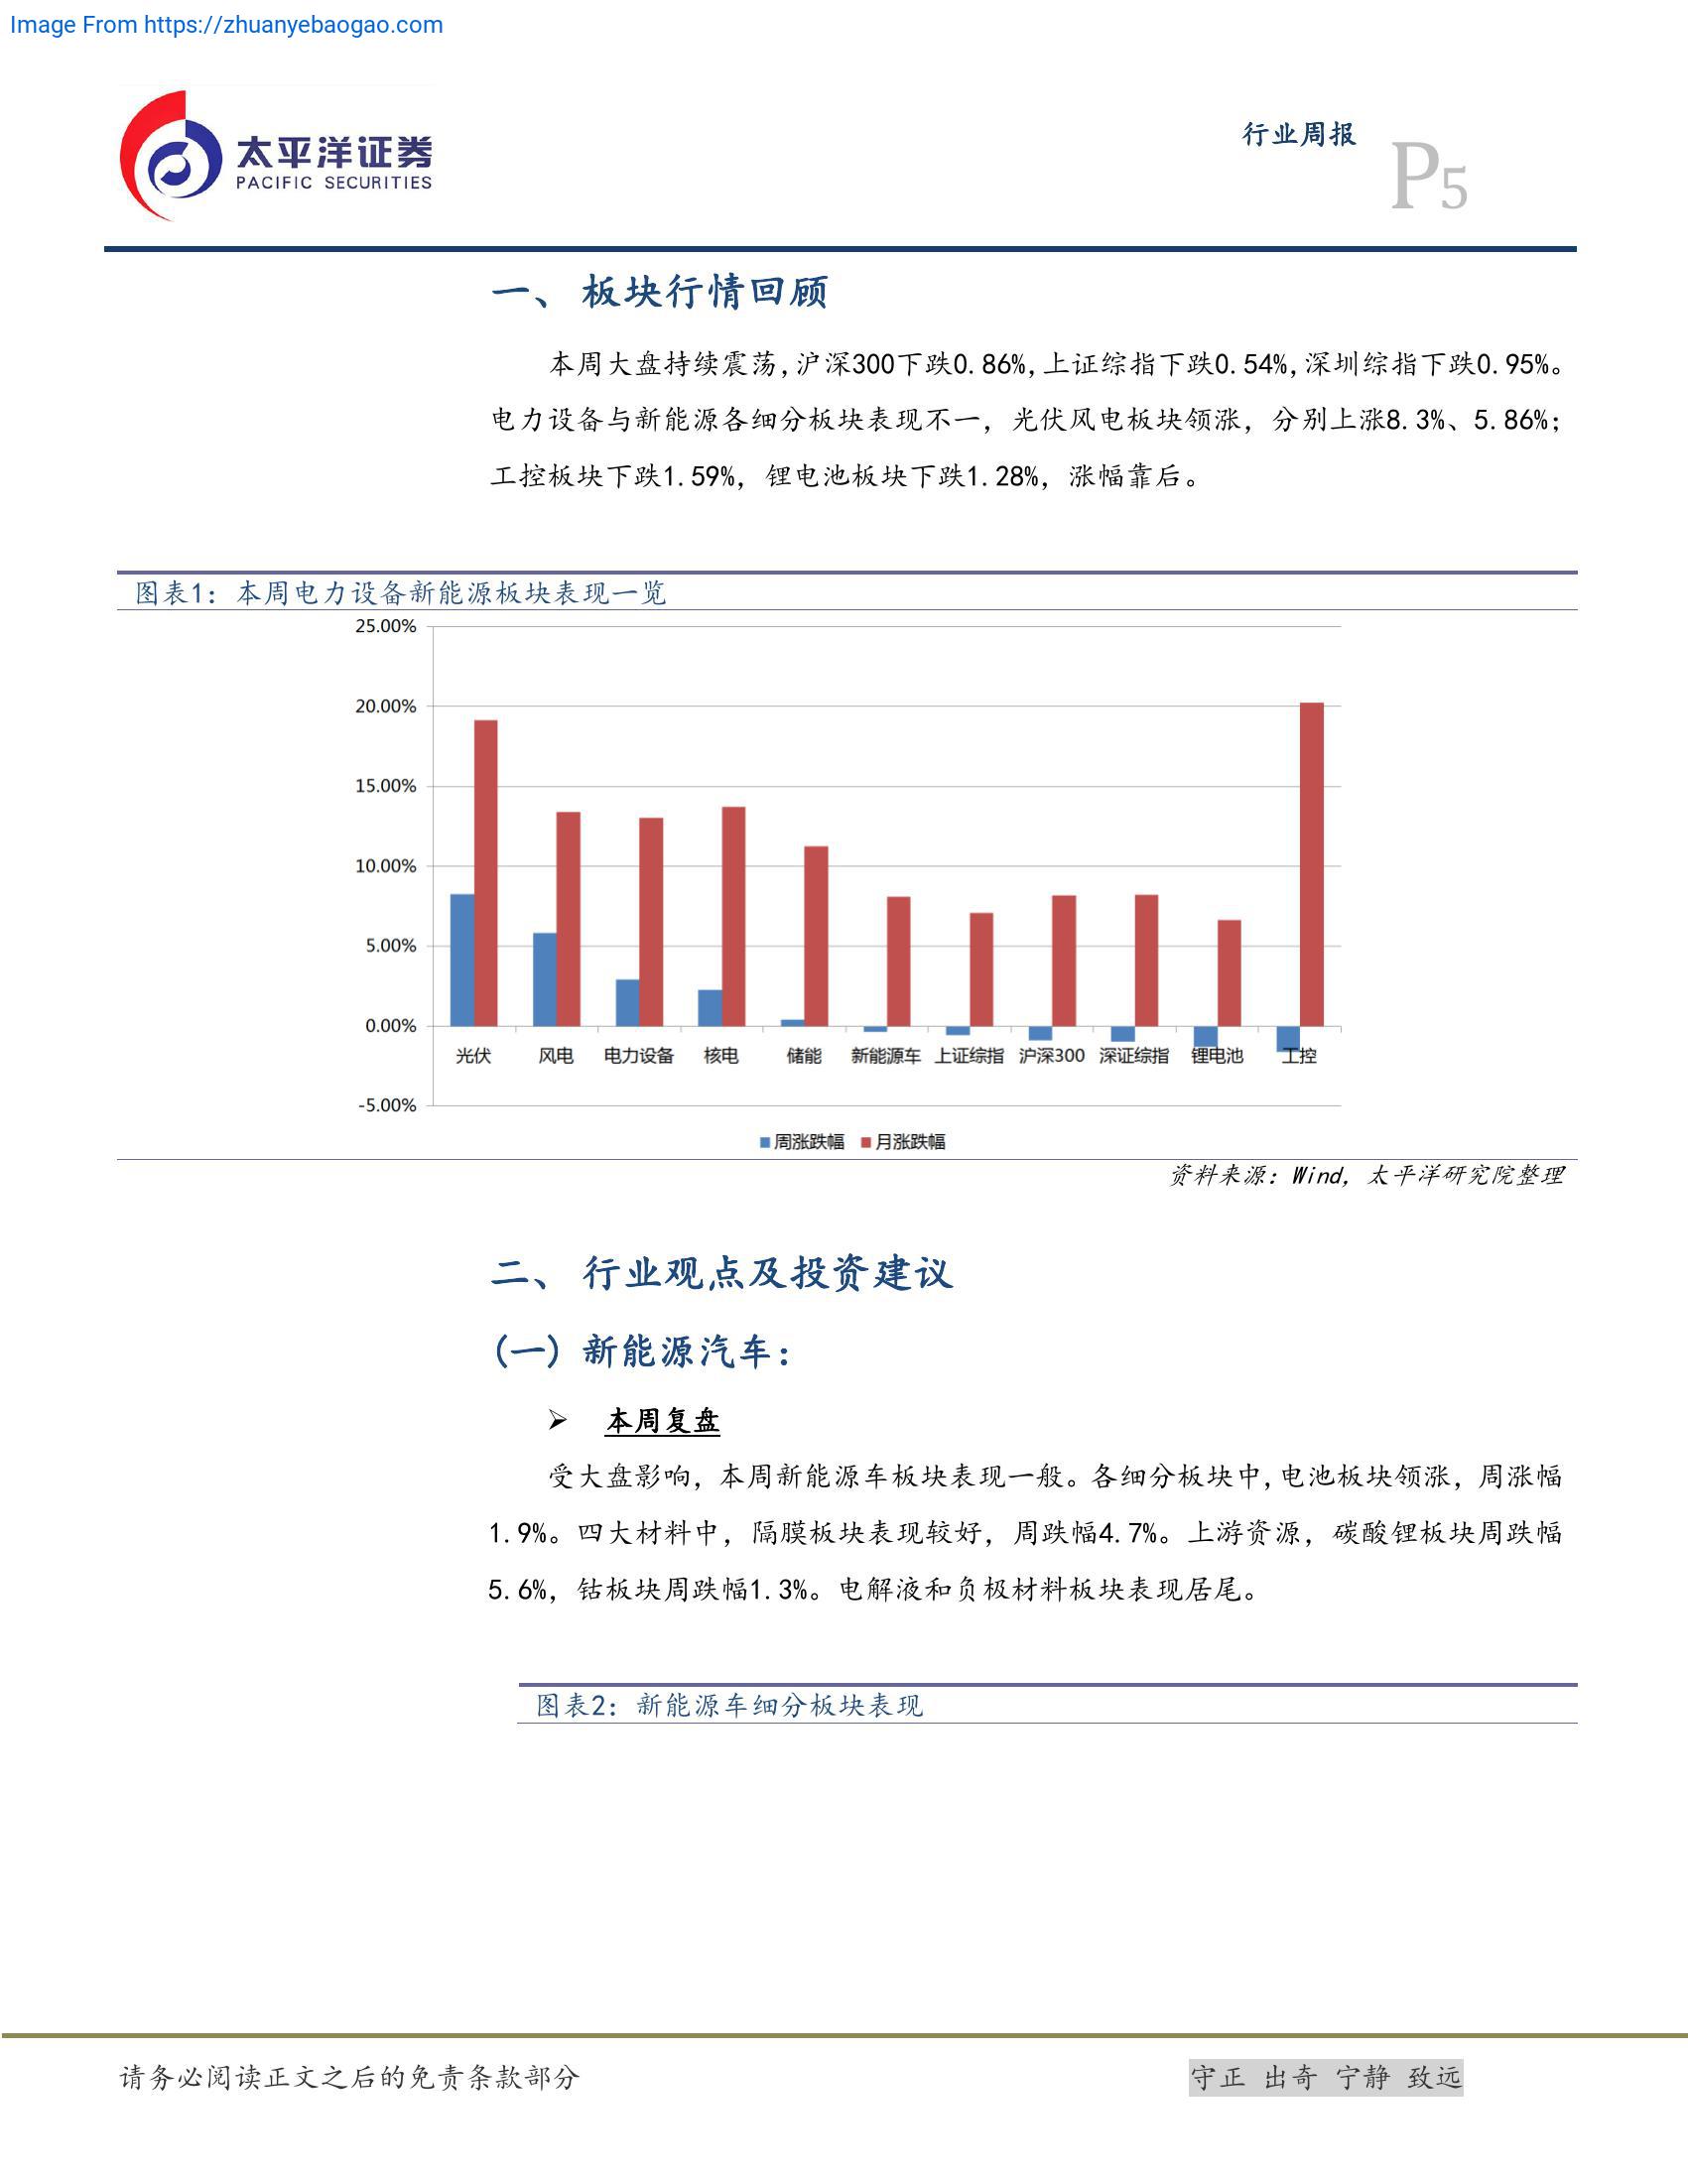 Image From https://zhuanyebaogao.com
太平洋证券
PACIFIC SECURITIES
行业周报
P5
一、 板块行情回顾
本周大盘持续震荡,沪深300下跌0.86%,上证综指下跌0.54%,深圳综指下跌0.95%。
电力设备与新能源各细分板块表现不一，光伏风电板块领涨，分别上涨8.3%、5.86%；
工控板块下跌1.59%，锂电池板块下跌1.28%，涨幅靠后。
图表1：本周电力设备新能源板块表现一览
25.00%
20.00%
15.00%
10.00%
5.00%
0.00%
光伏 风电 电力设备 核电 储能 新能源车 上证综指 沪深300 深证综指 锂电池 工控
-5.00%
周涨跌幅 月涨跌幅
资料来源：Wind，太平洋研究院整理
二、 行业观点及投资建议
(一) 新能源汽车：
➢ 本周复盘
受大盘影响，本周新能源车板块表现一般。各细分板块中,电池板块领涨，周涨幅
1.9%。四大材料中，隔膜板块表现较好，周跌幅4.7%。上游资源，碳酸锂板块周跌幅
5.6%，钴板块周跌幅1.3%。电解液和负极材料板块表现居尾。
图表2：新能源车细分板块表现
请务必阅读正文之后的免责条款部分
守正 出奇 宁静 致远